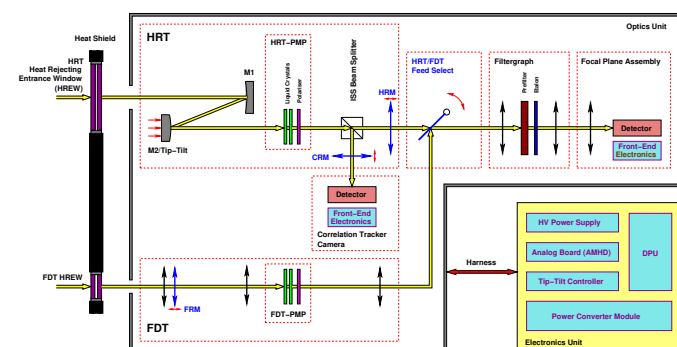 Heat Shield
Optics Unit
HRT
HRT
Heat Rejecting
Entrance Window
(HREW)
M1
HRT−PMP
Liquid Crystals
Polariser
ISS Beam Splitter
HRM
HRT/FDT
Feed Select
Filtergraph
Prefilter
Etalon
Focal Plane Assembly
Detector
Front−End
Electronics
M2/Tip−Tilt
CRM
Detector
Front−End
Electronics
Correlation Tracker
Camera
FDT HREW
FRM
FDT
FDT−PMP
Harness
HV Power Supply
Analog Board (AMHD)
Tip−Tilt Controller
DPU
Power Converter Module
Electronics Unit